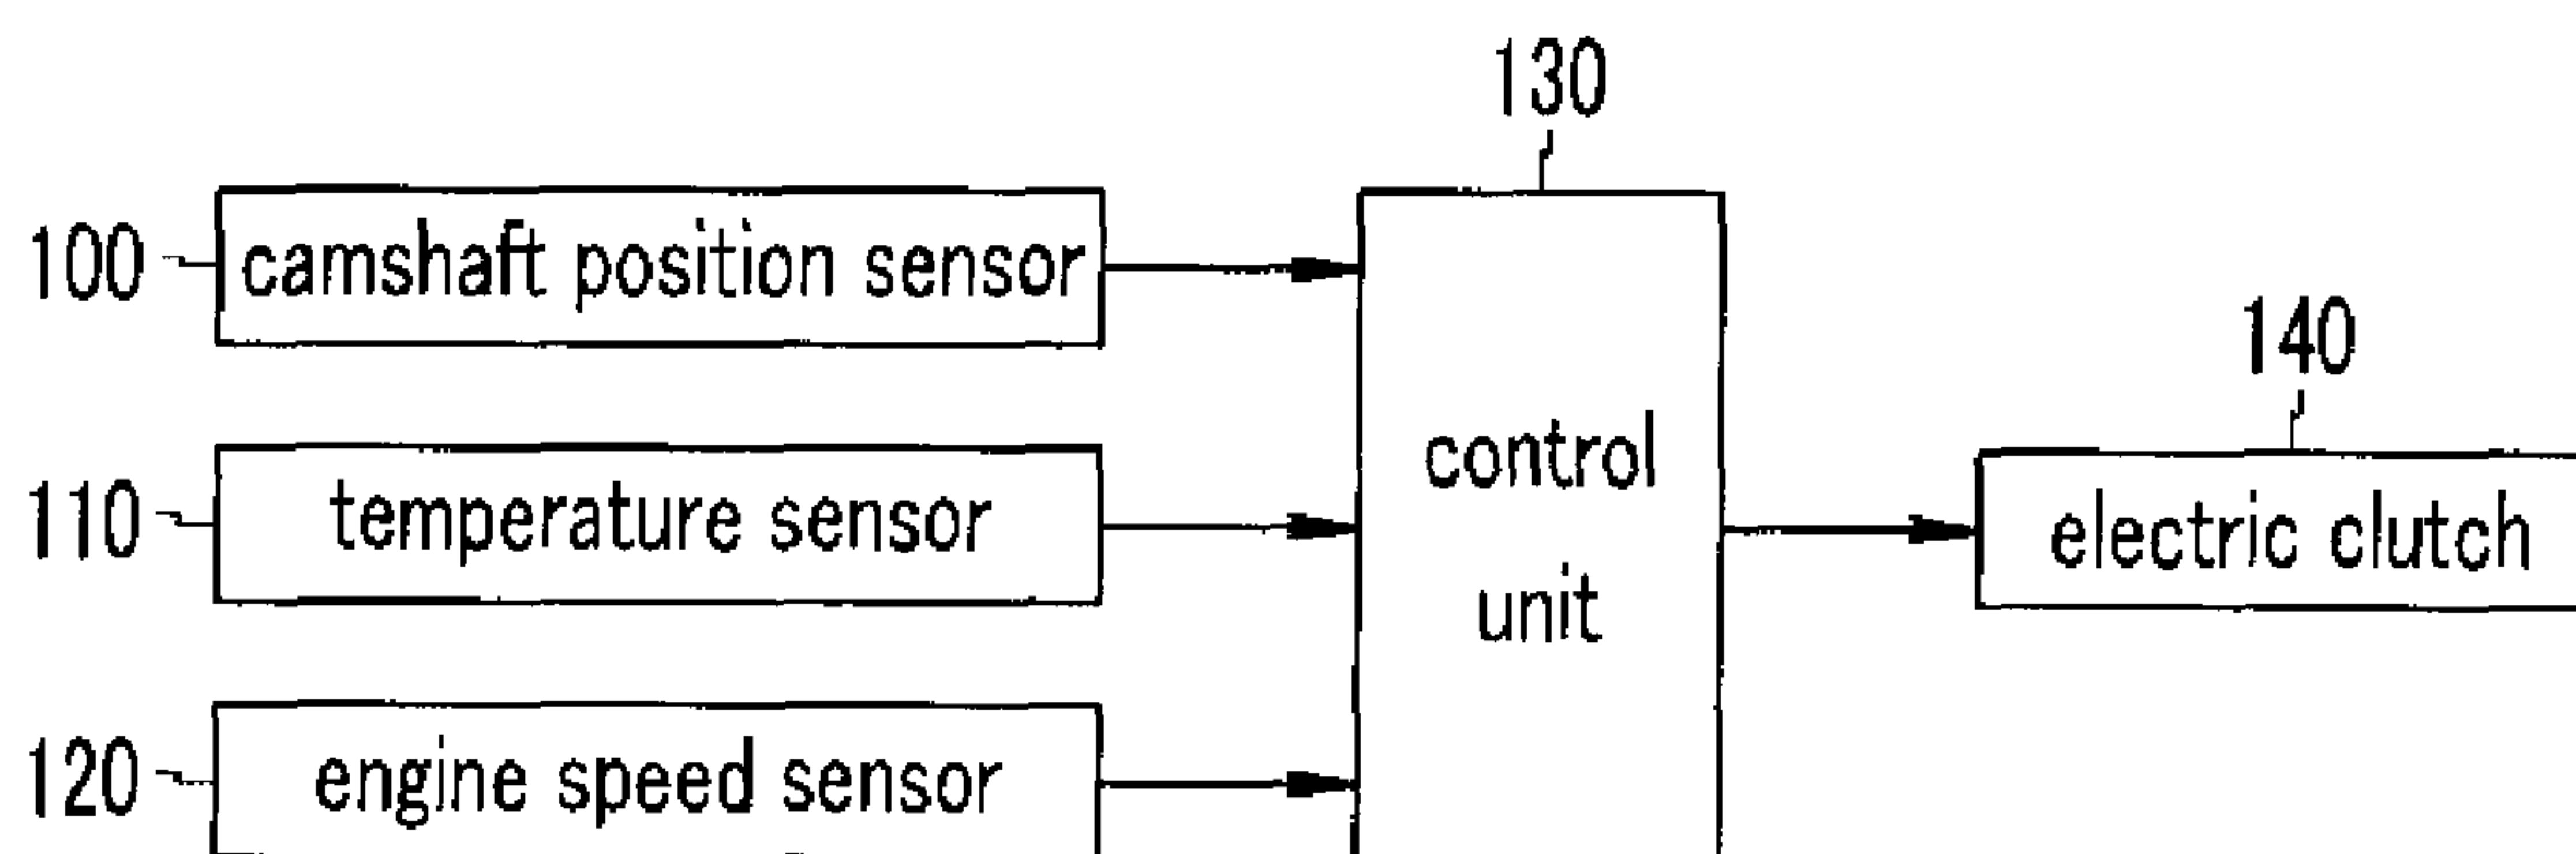 130
100
camshaft position sensor
140
110
temperature sensor
control
unit
electric clutch
120
engine speed sensor